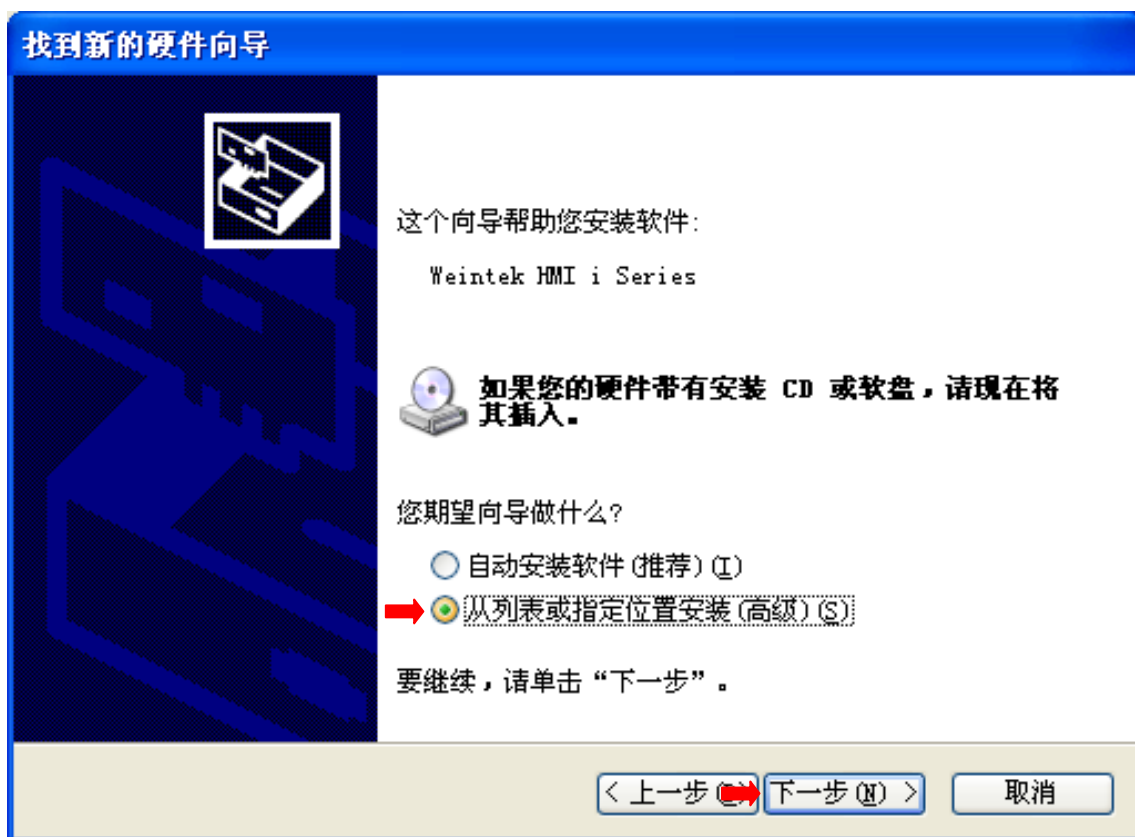 找到新的硬件向导
这个向导帮助您安装软件:
Weintek HMI i Series
如果您的硬件带有安装 CD 或软盘，请现在将
其插入。
您期望向导做什么?
自动安装软件(推荐)(I)
从列表或指定位置安装(高级)(S)
要继续，请单击“下一步”。
< 上一步
下一步(N) >
取消